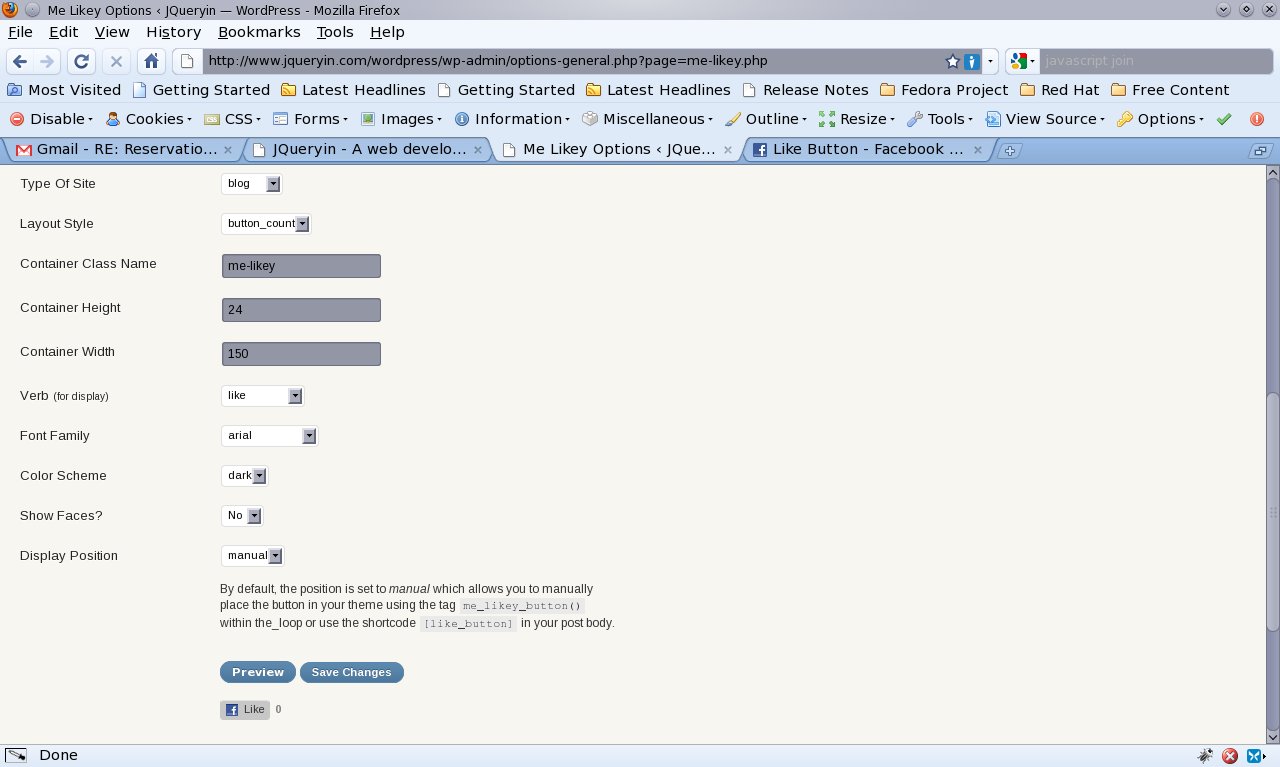 Me Likey Options ‹ JQueryin — WordPress - Mozilla Firefox
File Edit View History Bookmarks Tools Help
http://www.jqueryin.com/wordpress/wp-admin/options-general.php?page=me-likey.php javascript join
Most Visited Getting Started Latest Headlines Getting Started Latest Headlines Release Notes Fedora Project Red Hat Free Content
Disable Cookies CSS Forms Images Information Miscellaneous Outline Resize Tools View Source Options
Gmail - RE: Reservatio... JQueryin - A web develo... Me Likey Options ‹ JQue... Like Button - Facebook ...
Type Of Site blog
Layout Style button_count
Container Class Name me-likey
Container Height 24
Container Width 150
Verb (for display) like
Font Family arial
Color Scheme dark
Show Faces? No
Display Position manual
By default, the position is set to manual which allows you to manually
place the button in your theme using the tag me_likey_button()
within the_loop or use the shortcode [like_button] in your post body.
Preview Save Changes
Like 0
Done